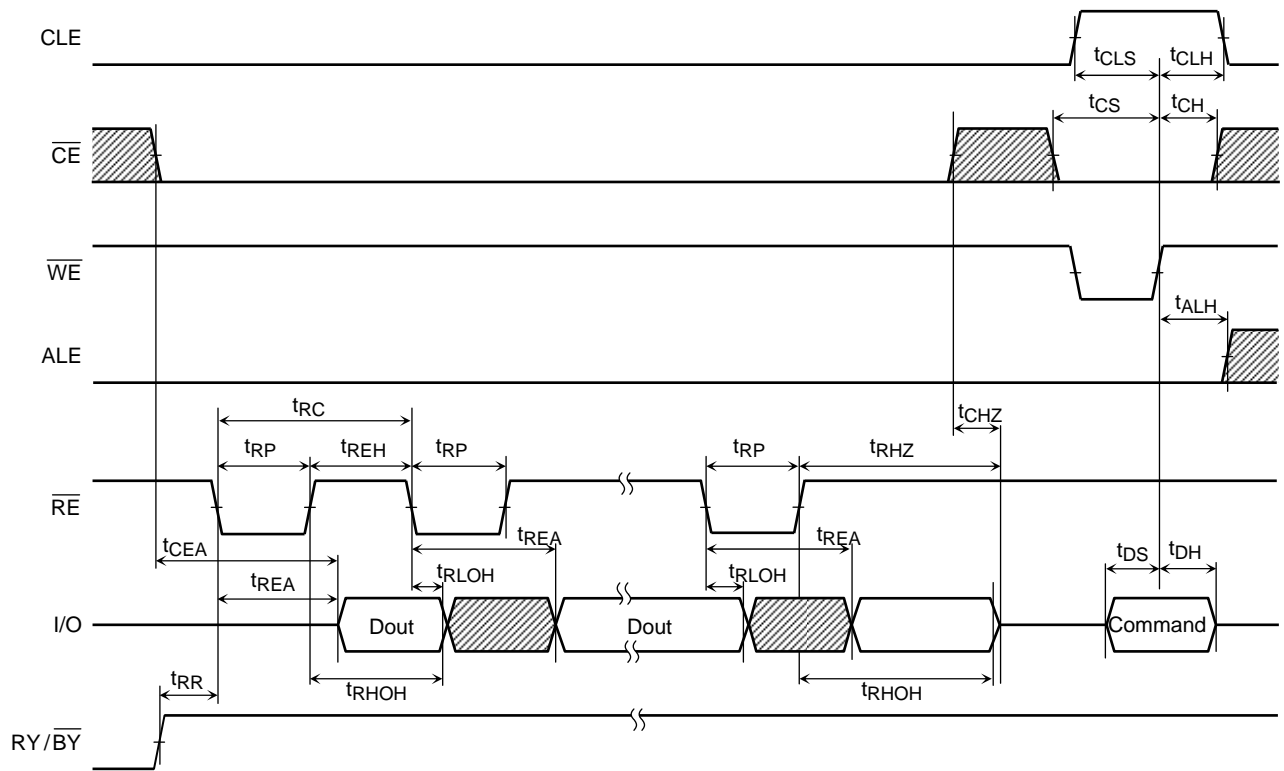 CLE
tCLS tCLH
tCS tCH
CE
WE
tALH
ALE
tRC
tCHZ
tRP tREH tRP tRP tRHZ
RE
tCEA tREA tREA
tREA tRLOH tRLOH tDS tDH
I/O Dout Dout Command
tRR tRHOH tRHOH
RY/BY